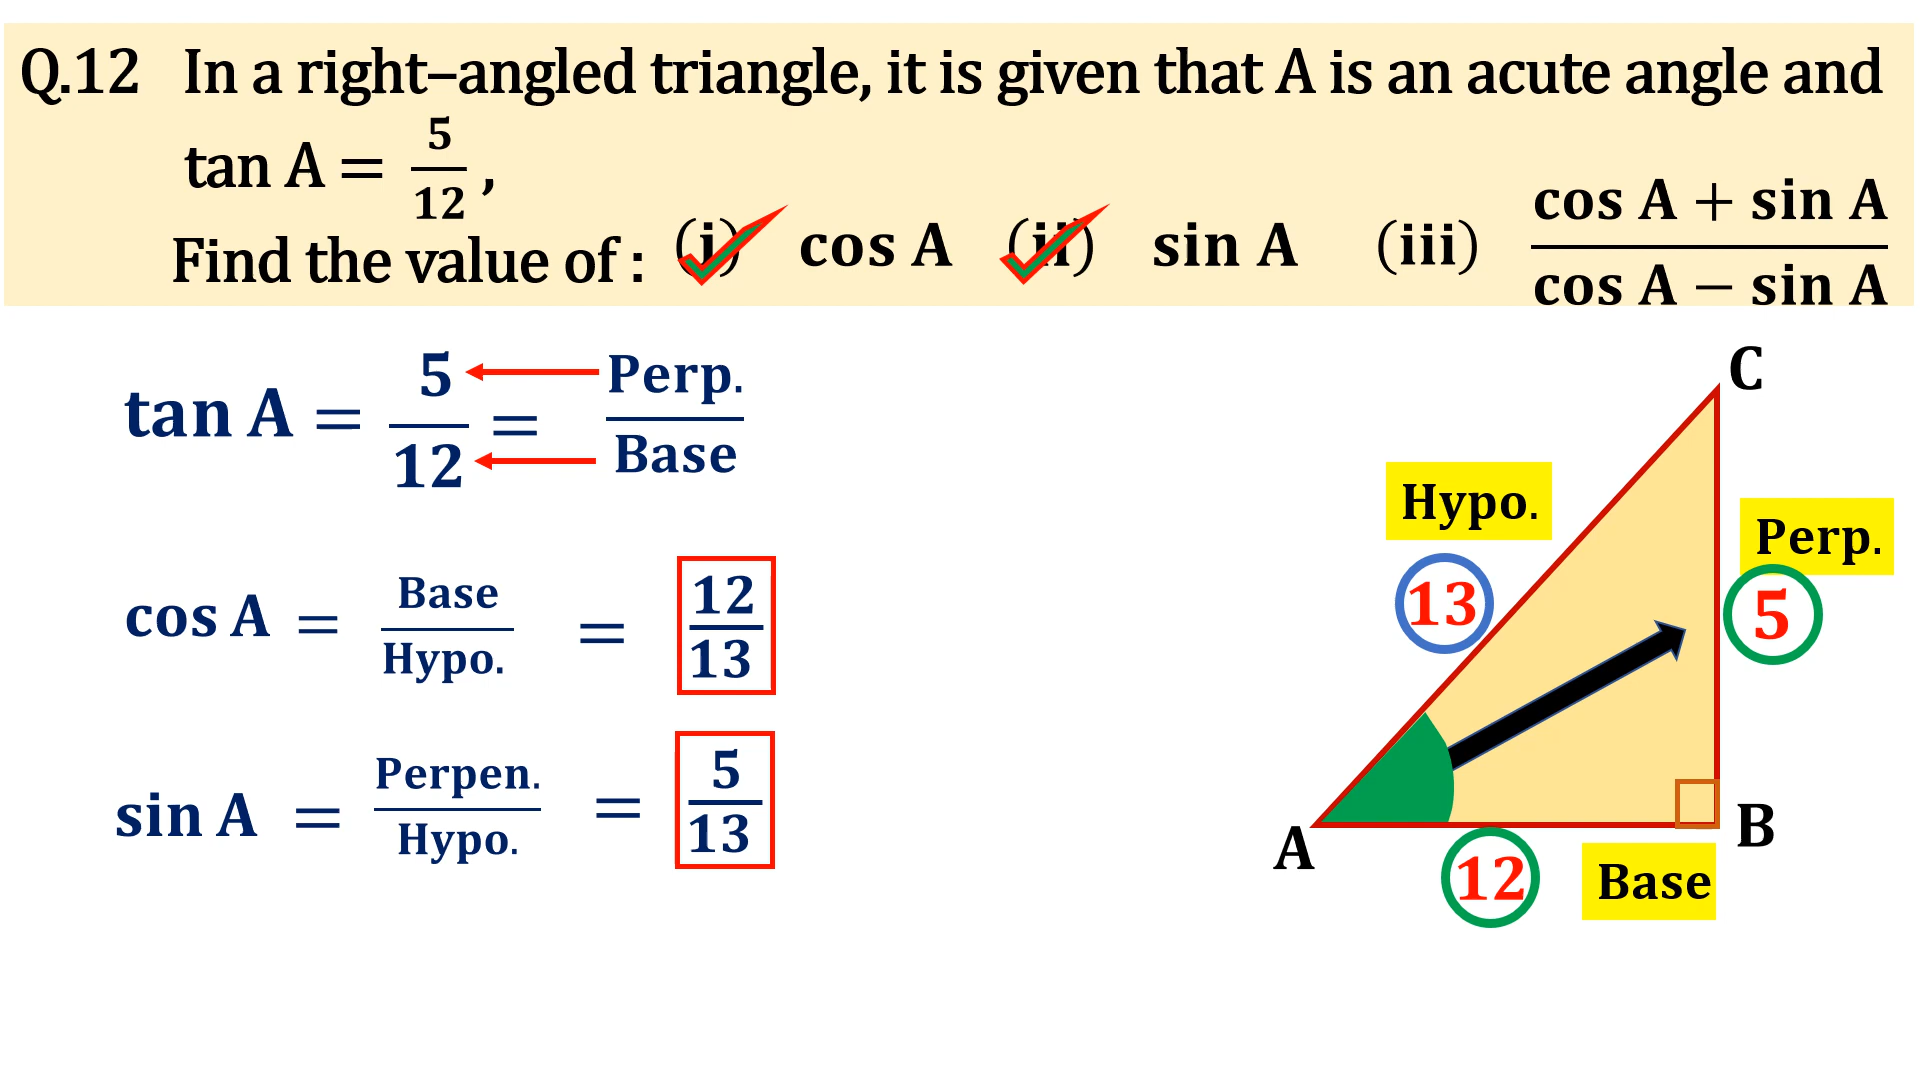 Q.12 In a right–angled triangle, it is given that A is an acute angle and
tan A = 5/12 ,
Find the value of : (i) cos A (ii) sin A (iii) (cos A + sin A)/(cos A − sin A)
tan A = 5/12 = Perp./Base
cos A = Base/Hypo. = 12/13
sin A = Perpen./Hypo. = 5/13
C
Hypo.
Perp.
13
5
A
B
12
Base